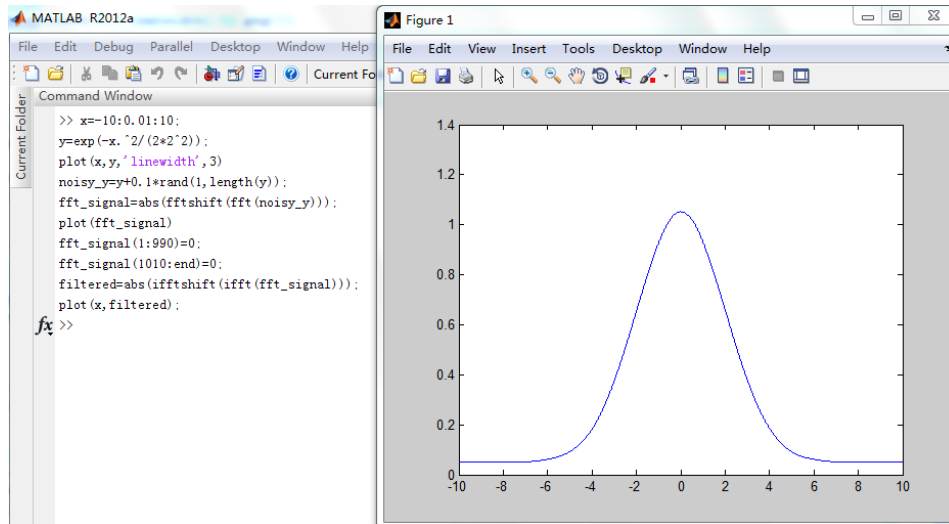 MATLAB R2012a
File Edit Debug Parallel Desktop Window Help
Current Fo
Current Folder
Command Window
>> x=-10:0.01:10;
y=exp(-x.^2/(2*2^2));
plot(x,y,'linewidth',3)
noisy_y=y+0.1*rand(1,length(y));
fft_signal=abs(fftshift(fft(noisy_y)));
plot(fft_signal)
fft_signal(1:990)=0;
fft_signal(1010:end)=0;
filtered=abs(ifftshift(ifft(fft_signal)));
plot(x,filtered);
fx >>
Figure 1
File Edit View Insert Tools Desktop Window Help
1.4
1.2
1
0.8
0.6
0.4
0.2
0
-10 -8 -6 -4 -2 0 2 4 6 8 10